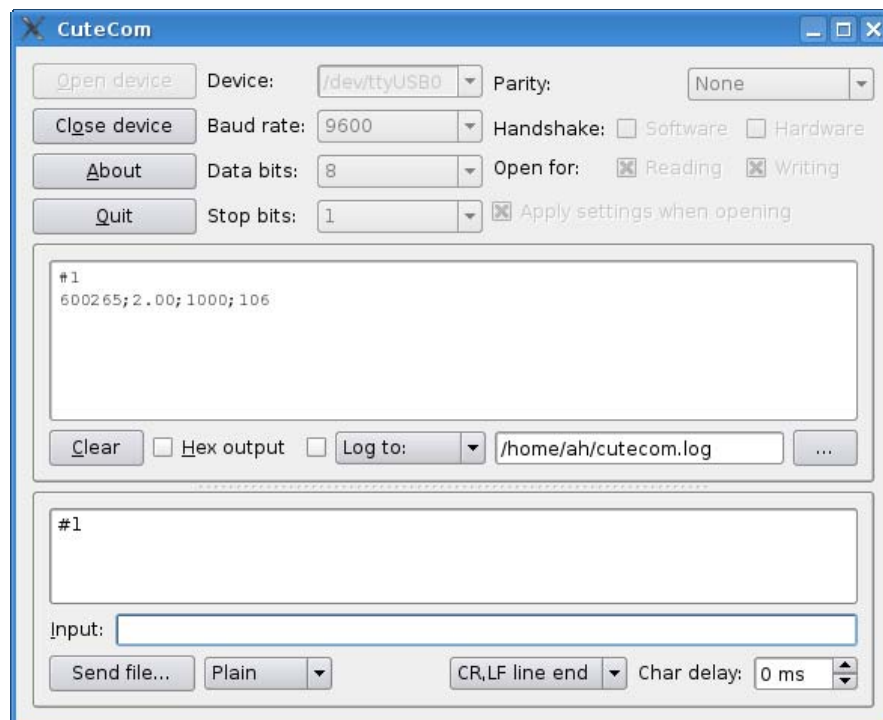 CuteCom
Open device Device: /dev/ttyUSB0 Parity: None
Close device Baud rate: 9600 Handshake: Software Hardware
About Data bits: 8 Open for: Reading Writing
Quit Stop bits: 1 Apply settings when opening
#1
600265;2.00;1000;106
Clear Hex output Log to: /home/ah/cutecom.log ...
#1
Input:
Send file... Plain CR,LF line end Char delay: 0 ms